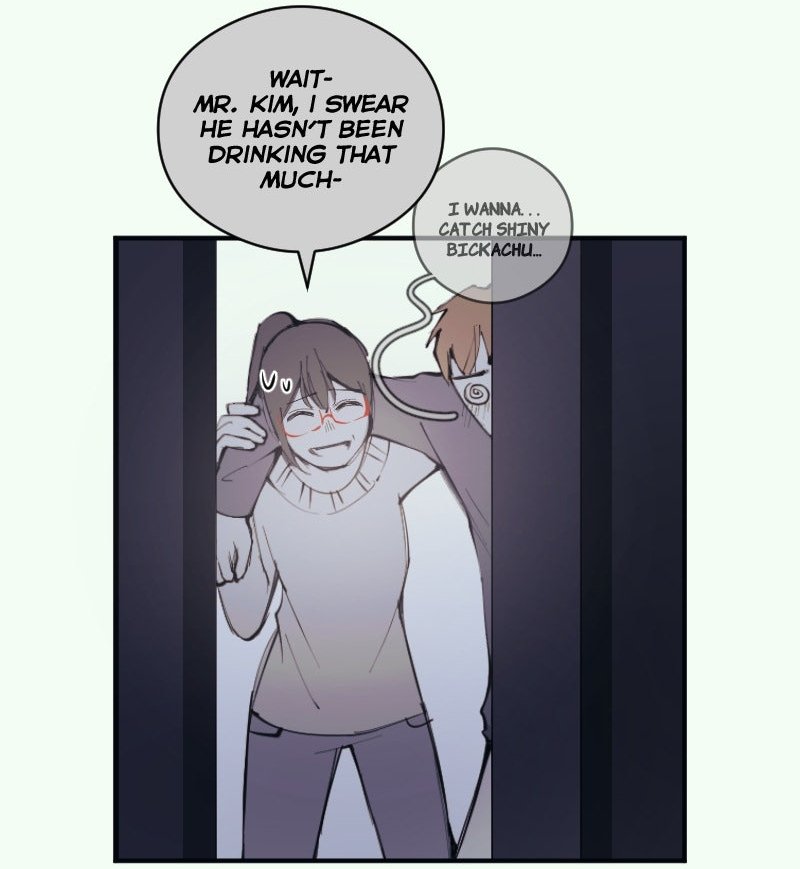 WAIT-
MR. KIM, I SWEAR
HE HASN'T BEEN
DRINKING THAT
MUCH-
I WANNA...
CATCH SHINY
BICKACHU...